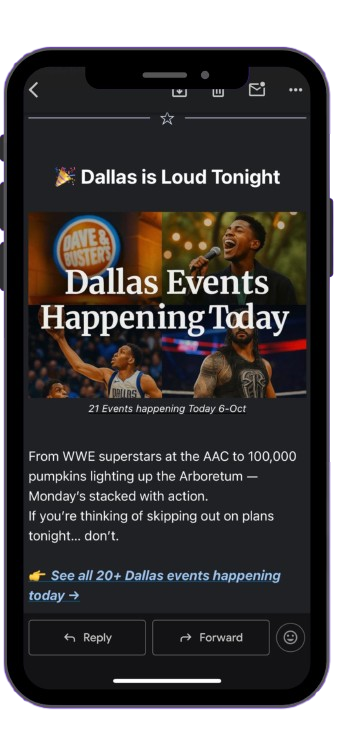 🎉 Dallas is Loud Tonight
DAVE &
BUSTER'S
Dallas Events
Happening Today
DALLAS
21 Events happening Today 6-Oct
From WWE superstars at the AAC to 100,000
pumpkins lighting up the Arboretum —
Monday's stacked with action.
If you're thinking of skipping out on plans
tonight... don't.
👉 See all 20+ Dallas events happening
today →
Reply
Forward